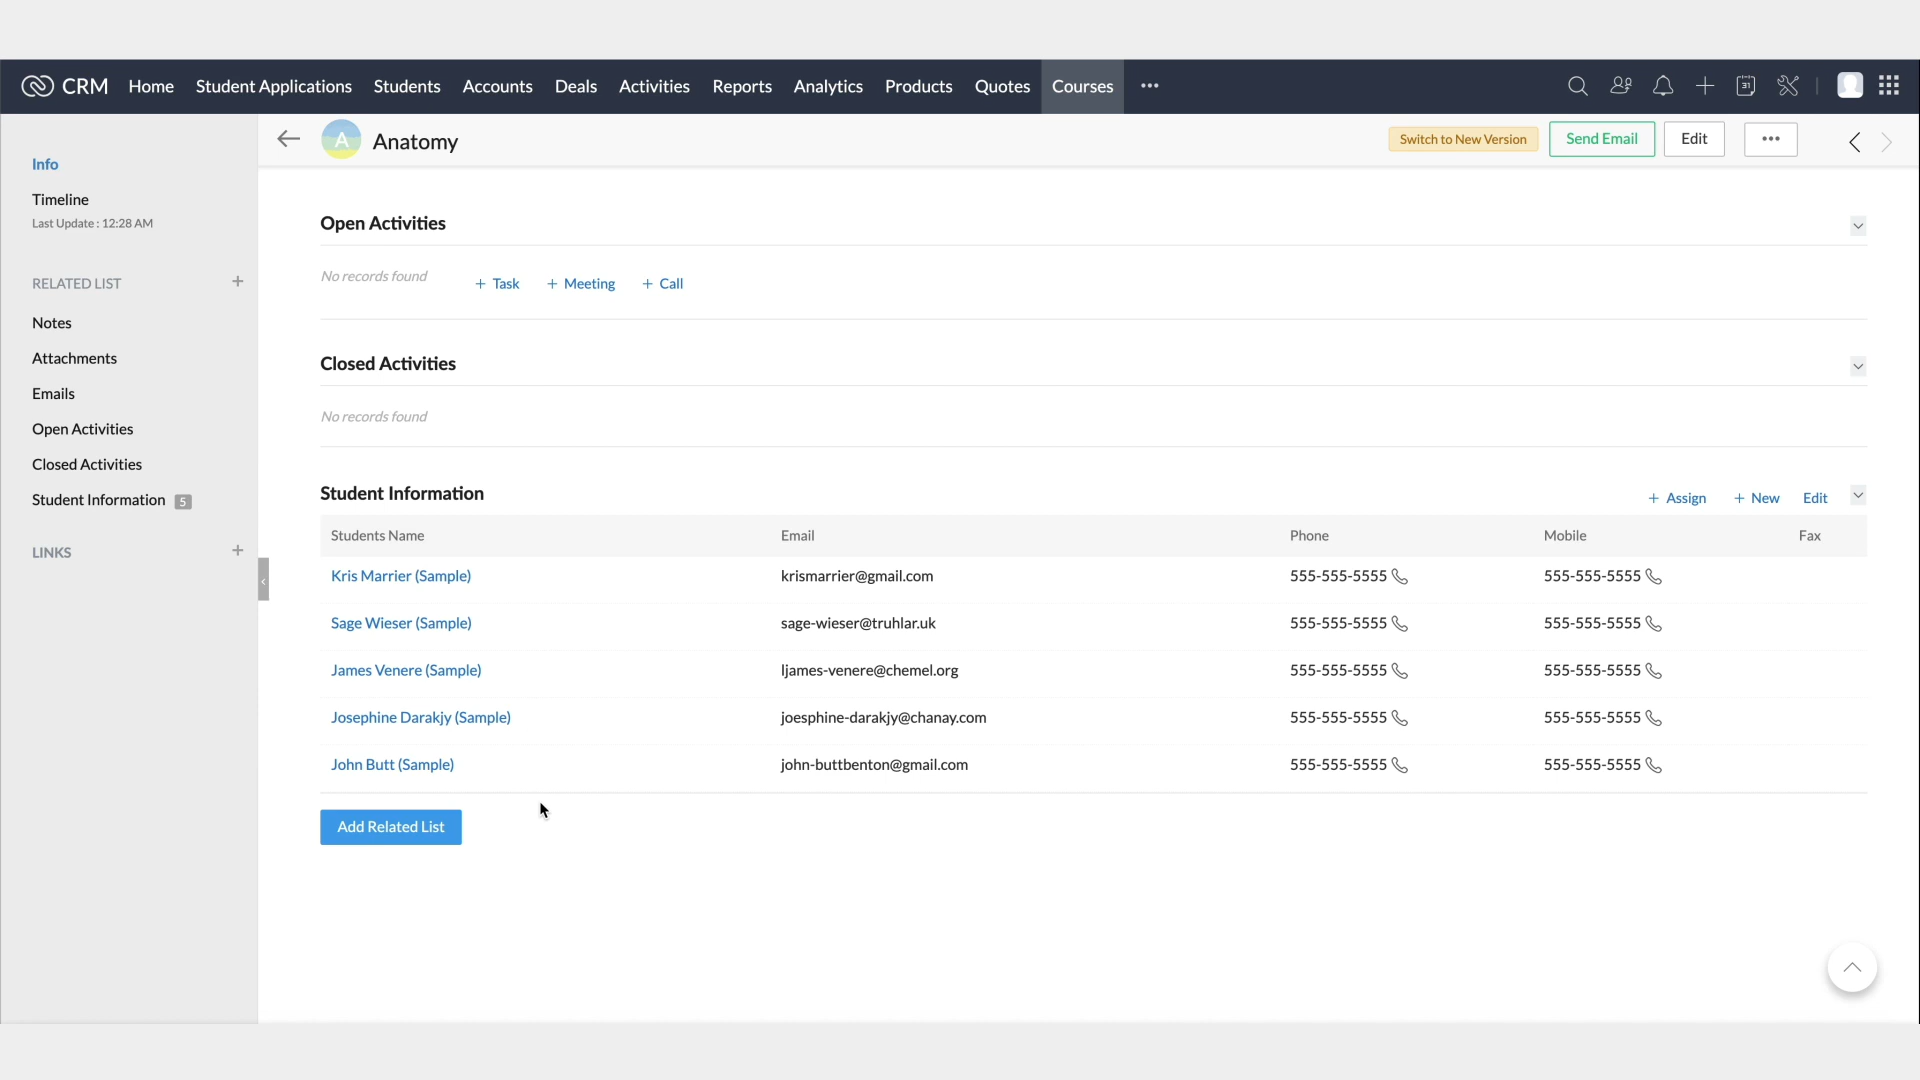 CRM Home Student Applications Students Accounts Deals Activities Reports Analytics Products Quotes Courses ••• 31
A Anatomy Switch to New Version Send Email Edit •••
Info
Timeline
Last Update : 12:28 AM
RELATED LIST +
Notes
Attachments
Emails
Open Activities
Closed Activities
Student Information 5
LINKS +
Open Activities
No records found + Task + Meeting + Call
Closed Activities
No records found
Student Information + Assign + New Edit
Students Name Email Phone Mobile Fax
Kris Marrier (Sample) krismarrier@gmail.com 555-555-5555 555-555-5555
Sage Wieser (Sample) sage-wieser@truhlar.uk 555-555-5555 555-555-5555
James Venere (Sample) ljames-venere@chemel.org 555-555-5555 555-555-5555
Josephine Darakjy (Sample) joesphine-darakjy@chanay.com 555-555-5555 555-555-5555
John Butt (Sample) john-buttbenton@gmail.com 555-555-5555 555-555-5555
Add Related List